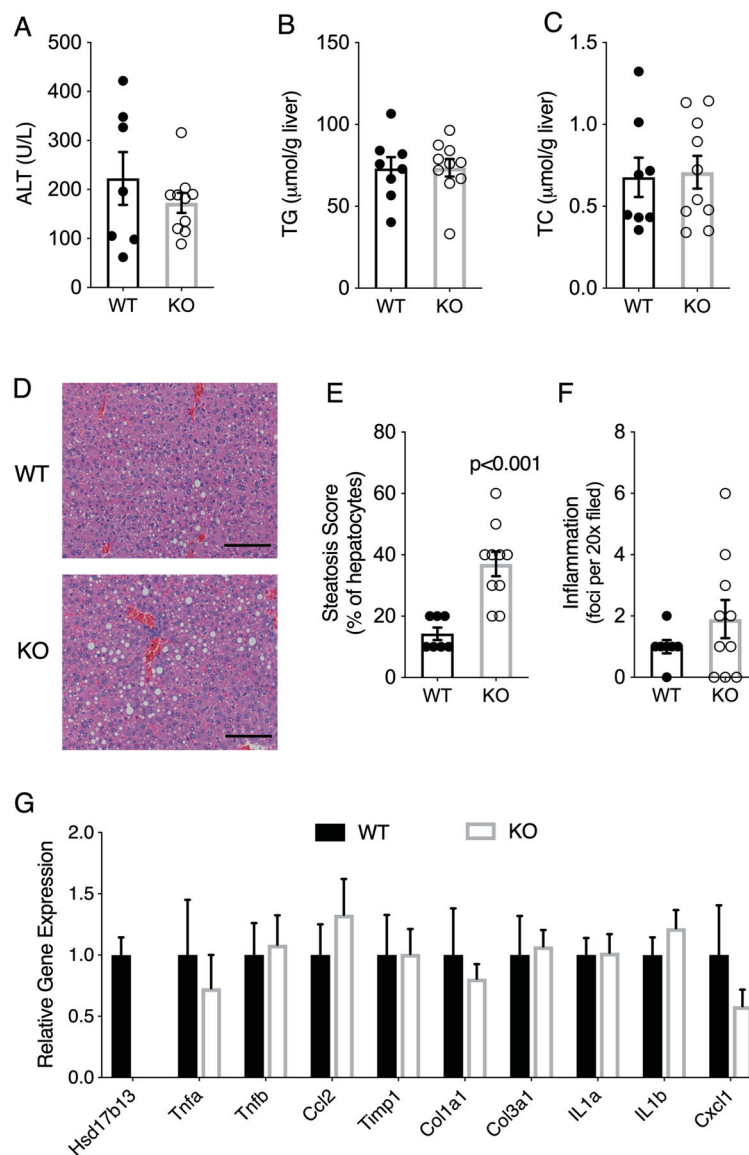 A
ALT (U/L)
500
400
300
200
100
0
WT
KO
B
TG (μmol/g liver)
150
100
50
0
WT
KO
C
TC (μmol/g liver)
1.5
1.0
0.5
0.0
WT
KO
D
WT
KO
E
Steatosis Score
(% of hepatocytes)
80
60
40
20
0
p<0.001
WT
KO
F
Inflammation
(foci per 20x filed)
8
6
4
2
0
WT
KO
G
WT
KO
Relative Gene Expression
2.0
1.5
1.0
0.5
0.0
Hsd17b13
Tnfa
Tnfb
Ccl2
Timp1
Col1a1
Col3a1
IL1a
IL1b
Cxcl1